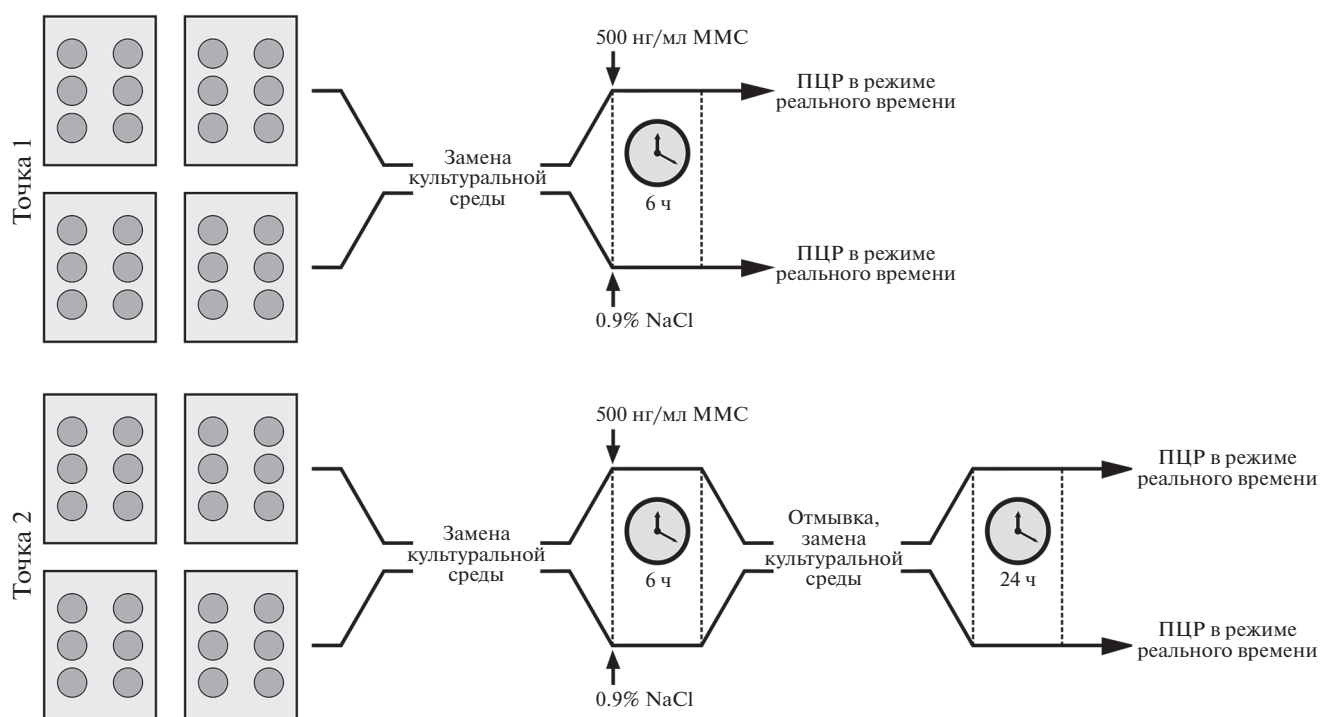 Точка 1
Замена
культуральной
среды
500 нг/мл ММС
6 ч
0.9% NaCl
ПЦР в режиме
реального времени
ПЦР в режиме
реального времени
Точка 2
Замена
культуральной
среды
500 нг/мл ММС
6 ч
0.9% NaCl
Отмывка,
замена
культуральной
среды
24 ч
ПЦР в режиме
реального времени
ПЦР в режиме
реального времени